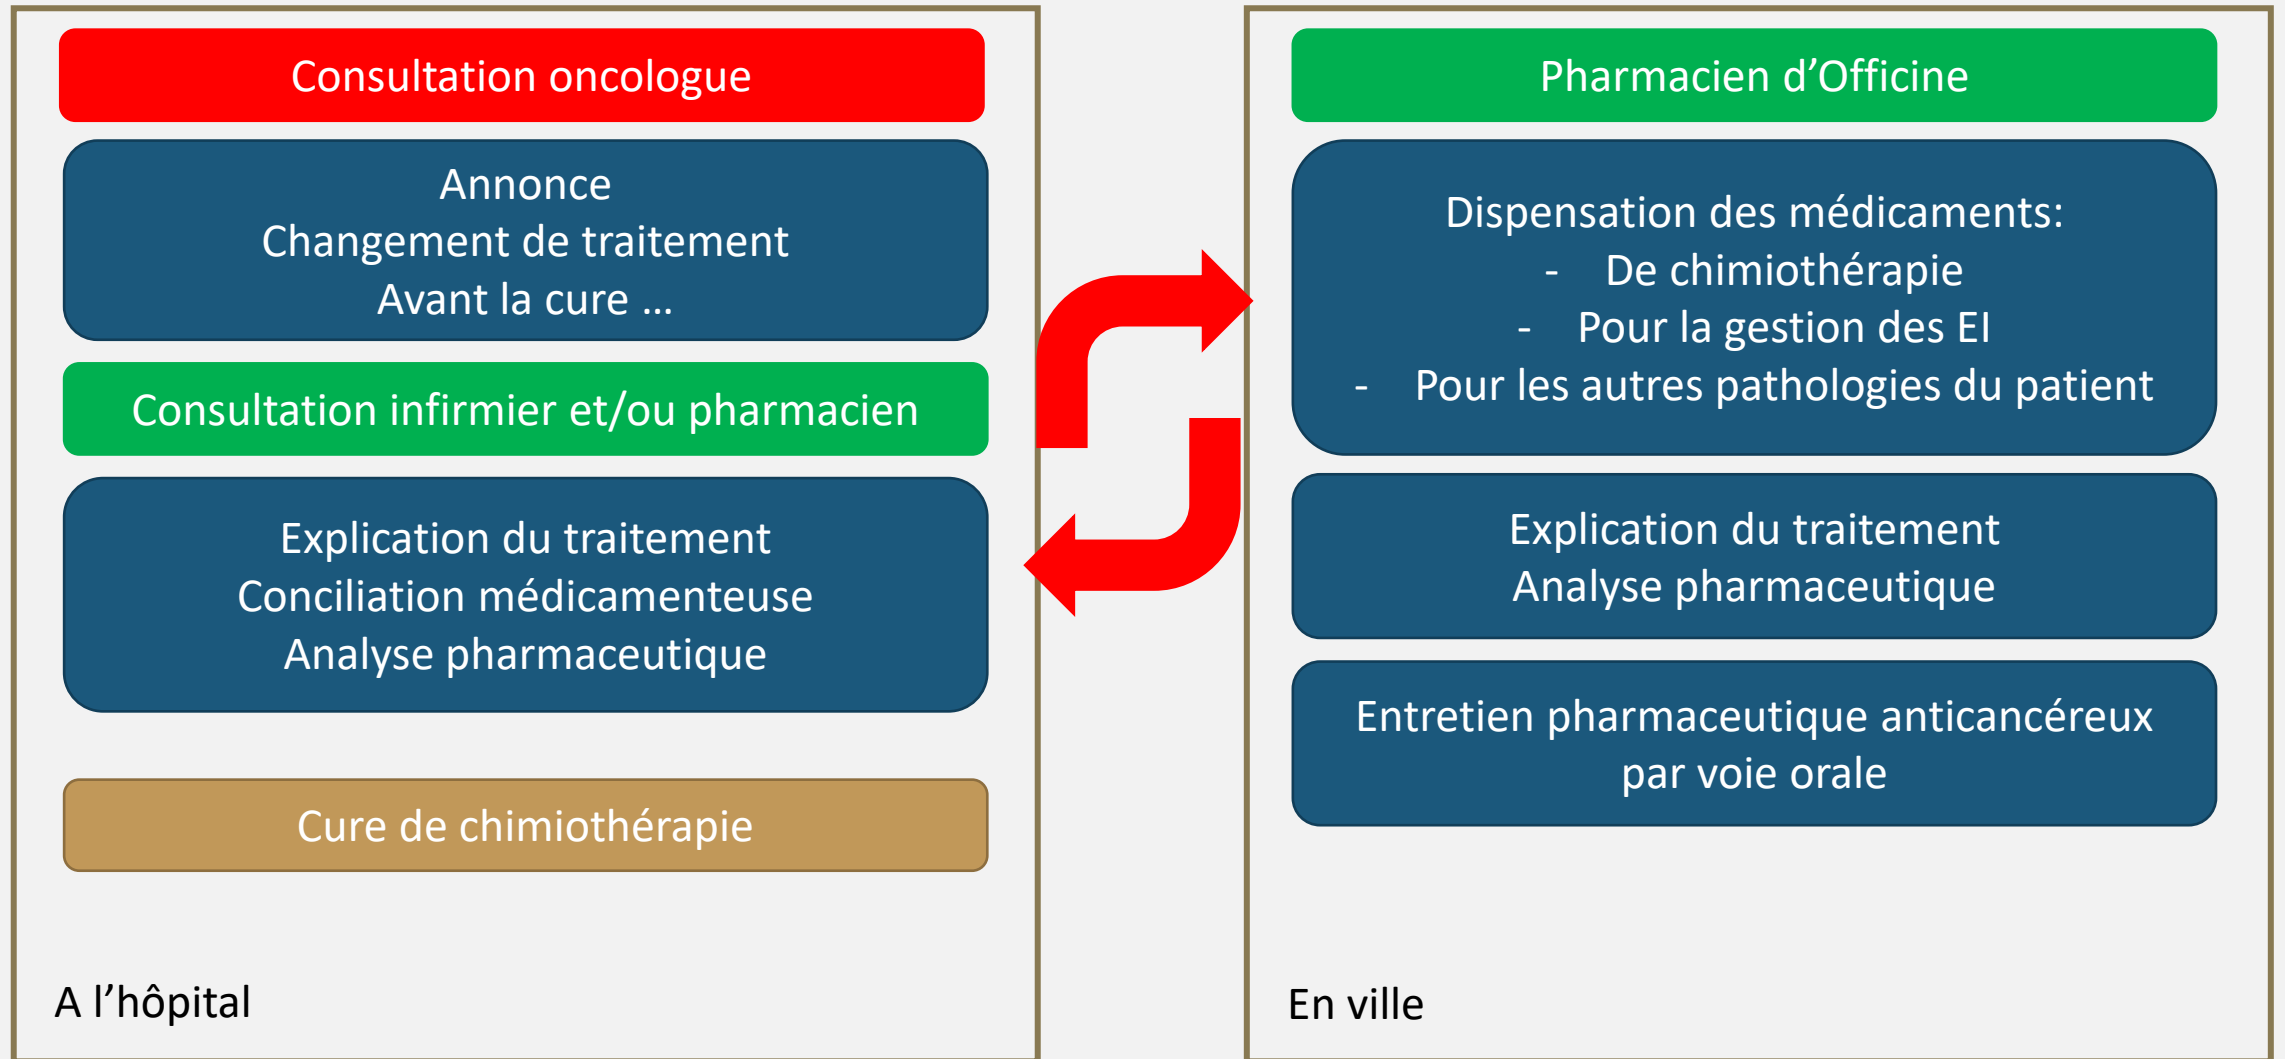 Consultation oncologue
Annonce
Changement de traitement
Avant la cure ...
Consultation infirmier et/ou pharmacien
Explication du traitement
Conciliation médicamenteuse
Analyse pharmaceutique
Cure de chimiothérapie
A l’hôpital
Pharmacien d’Officine
Dispensation des médicaments:
- De chimiothérapie
- Pour la gestion des EI
- Pour les autres pathologies du patient
Explication du traitement
Analyse pharmaceutique
Entretien pharmaceutique anticancéreux
par voie orale
En ville